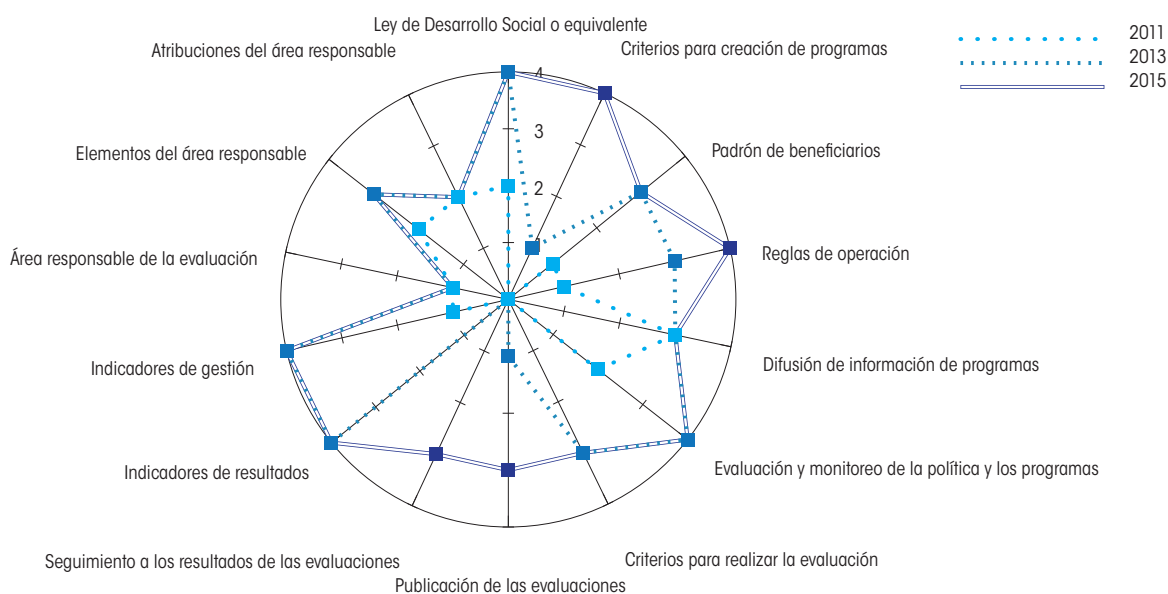 Ley de Desarrollo Social o equivalente
Atribuciones del área responsable
Criterios para creación de programas
2011
2013
2015
4
3
2
1
Elementos del área responsable
Padrón de beneficiarios
Área responsable de la evaluación
Reglas de operación
Indicadores de gestión
Difusión de información de programas
Indicadores de resultados
Evaluación y monitoreo de la política y los programas
Seguimiento a los resultados de las evaluaciones
Criterios para realizar la evaluación
Publicación de las evaluaciones